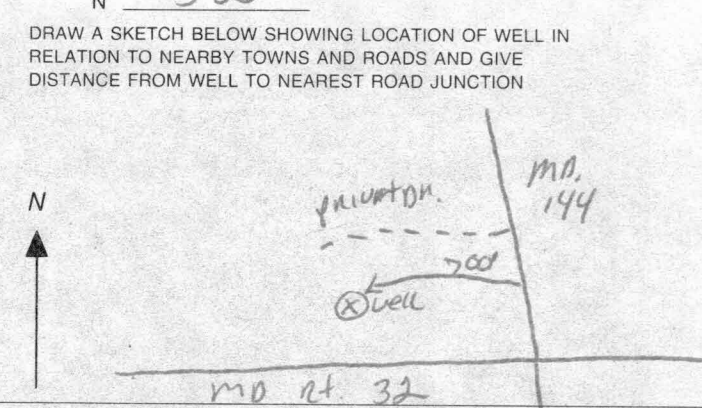 N
DRAW A SKETCH BELOW SHOWING LOCATION OF WELL IN
RELATION TO NEARBY TOWNS AND ROADS AND GIVE
DISTANCE FROM WELL TO NEAREST ROAD JUNCTION
N
MD.
144
privat DR.
700'
well
MD rt. 32